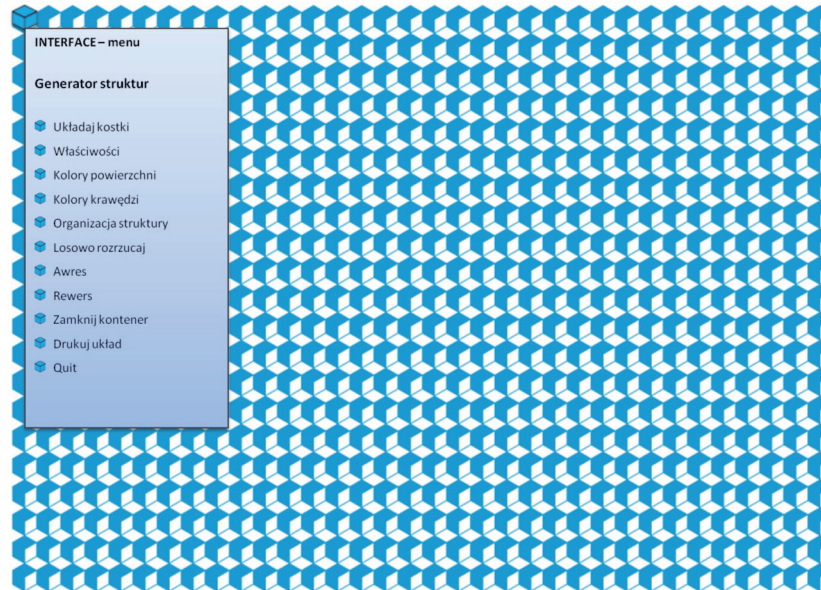 INTERFACE – menu
Generator struktur
Układaj kostki
Właściwości
Kolory powierzchni
Kolory krawędzi
Organizacja struktury
Losowo rozrzucaj
Awres
Rewers
Zamknij kontener
Drukuj układ
Quit